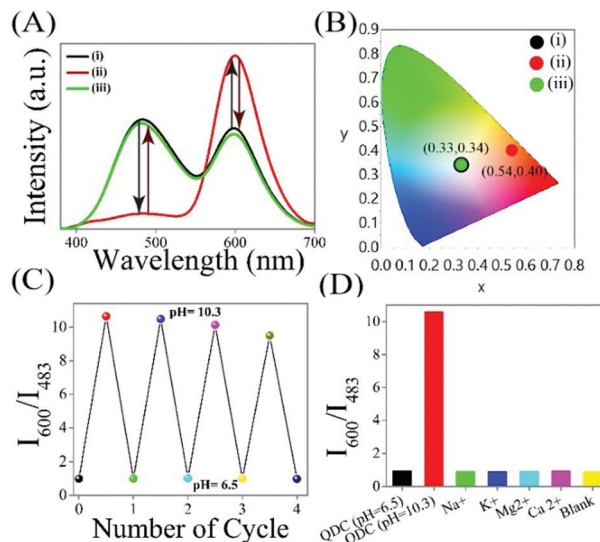 (A)
Intensity (a.u.)
(i)
(ii)
(iii)
400
500
600
700
Wavelength (nm)
(B)
0.9
0.8
0.7
0.6
0.5
0.4
0.3
0.2
0.1
0.0
y
(i)
(ii)
(iii)
(0.33,0.34)
(0.54,0.40)
0.0 0.1 0.2 0.3 0.4 0.5 0.6 0.7 0.8
x
(C)
I600/I483
10
8
6
4
2
0
pH= 10.3
pH= 6.5
0 1 2 3 4
Number of Cycle
(D)
I600/I483
10
8
6
4
2
0
QDC (pH=6.5)
QDC (pH=10.3)
Na+
K+
Mg2+
Ca 2+
Blank